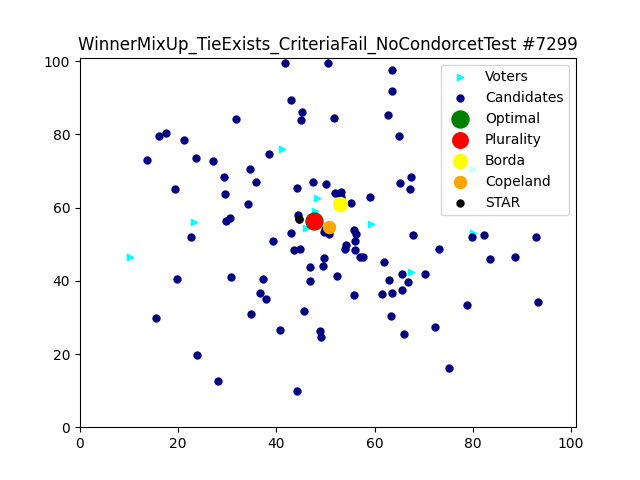 WinnerMixUp_TieExists_CriteriaFail_NoCondorcetTest #7299
Voters
Candidates
Optimal
Plurality
Borda
Copeland
STAR
100
80
60
40
20
0
0 20 40 60 80 100